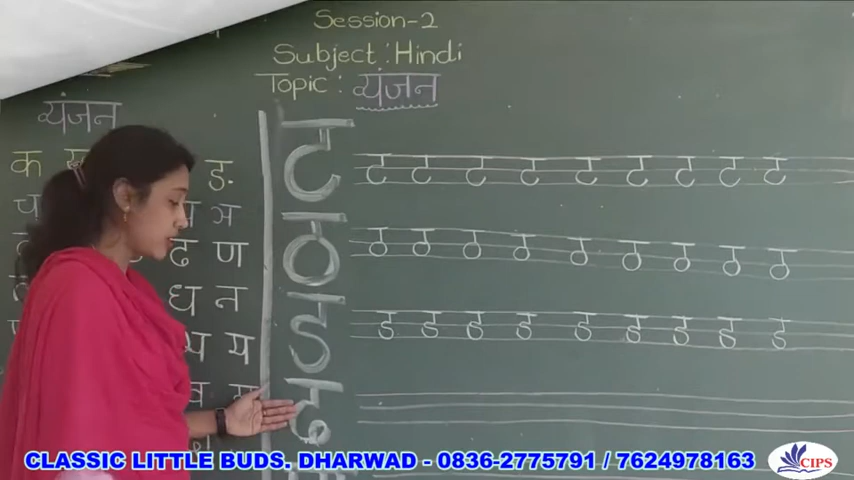 Session-2
Subject : Hindi
Topic : व्यंजन
व्यंजन
क ङ.
च ञ
ढ ण
ध न
ट ट ट ट ट ट ट ट ट ट
ठ ठ ठ ठ ठ ठ ठ ठ ठ ठ
ड ड ड ड ड ड ड ड ड ड
ढ
CLASSIC LITTLE BUDS. DHARWAD - 0836-2775791 / 7624978163
CIPS